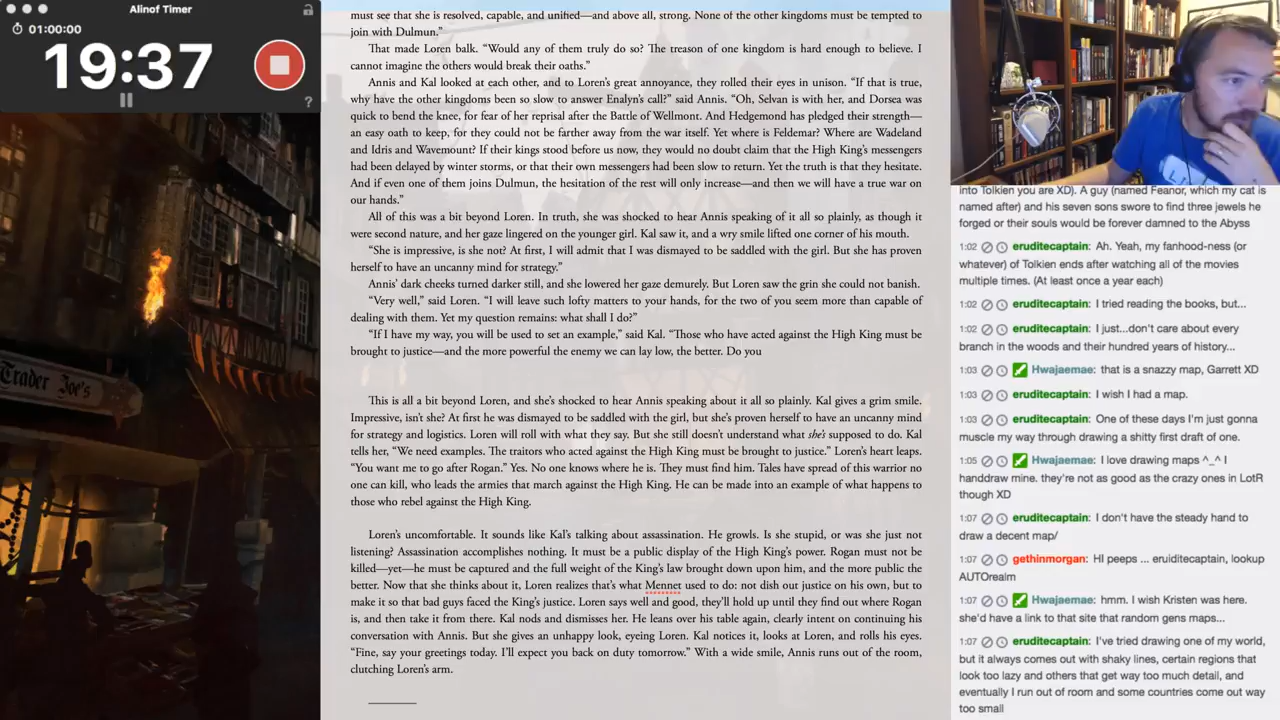 Alinof Timer
01:00:00
19:37
?
Trader Joe's
must see that she is resolved, capable, and unified—and above all, strong. None of the other kingdoms must be tempted to
join with Dulmun.”
That made Loren balk. “Would any of them truly do so? The treason of one kingdom is hard enough to believe. I
cannot imagine the others would break their oaths.”
Annis and Kal looked at each other, and to Loren’s great annoyance, they rolled their eyes in unison. “If that is true,
why have the other kingdoms been so slow to answer Enalyn’s call?” said Annis. “Oh, Selvan is with her, and Dorsea was
quick to bend the knee, for fear of her reprisal after the Battle of Wellmont. And Hedgemond has pledged their strength—
an easy oath to keep, for they could not be farther away from the war itself. Yet where is Feldemar? Where are Wadeland
and Idris and Wavemount? If their kings stood before us now, they would no doubt claim that the High King’s messengers
had been delayed by winter storms, or that their own messengers had been slow to return. Yet the truth is that they hesitate.
And if even one of them joins Dulmun, the hesitation of the rest will only increase—and then we will have a true war on
our hands.”
All of this was a bit beyond Loren. In truth, she was shocked to hear Annis speaking of it all so plainly, as though it
were second nature, and her gaze lingered on the younger girl. Kal saw it, and a wry smile lifted one corner of his mouth.
“She is impressive, is she not? At first, I will admit that I was dismayed to be saddled with the girl. But she has proven
herself to have an uncanny mind for strategy.”
Annis’ dark cheeks turned darker still, and she lowered her gaze demurely. But Loren saw the grin she could not banish.
“Very well,” said Loren. “I will leave such lofty matters to your hands, for the two of you seem more than capable of
dealing with them. Yet my question remains: what shall I do?”
“If I have my way, you will be used to set an example,” said Kal. “Those who have acted against the High King must be
brought to justice—and the more powerful the enemy we can lay low, the better. Do you
This is all a bit beyond Loren, and she’s shocked to hear Annis speaking about it all so plainly. Kal gives a grim smile.
Impressive, isn’t she? At first he was dismayed to be saddled with the girl, but she’s proven herself to have an uncanny mind
for strategy and logistics. Loren will roll with what they say. But she still doesn’t understand what she’s supposed to do. Kal
tells her, “We need examples. The traitors who acted against the High King must be brought to justice.” Loren’s heart leaps.
“You want me to go after Rogan.” Yes. No one knows where he is. They must find him. Tales have spread of this warrior no
one can kill, who leads the armies that march against the High King. He can be made into an example of what happens to
those who rebel against the High King.
Loren’s uncomfortable. It sounds like Kal’s talking about assassination. He growls. Is she stupid, or was she just not
listening? Assassination accomplishes nothing. It must be a public display of the High King’s power. Rogan must not be
killed—yet—he must be captured and the full weight of the King’s law brought down upon him, and the more public the
better. Now that she thinks about it, Loren realizes that’s what Mennet used to do: not dish out justice on his own, but to
make it so that bad guys faced the King’s justice. Loren says well and good, they’ll hold up until they find out where Rogan
is, and then take it from there. Kal nods and dismisses her. He leans over his table again, clearly intent on continuing his
conversation with Annis. But she gives an unhappy look, eyeing Loren. Kal notices it, looks at Loren, and rolls his eyes.
“Fine, say your greetings today. I’ll expect you back on duty tomorrow.” With a wide smile, Annis runs out of the room,
clutching Loren’s arm.
into Tolkien you are XD). A guy (named Feanor, which my cat is
named after) and his seven sons swore to find three jewels he
forged or their souls would be forever damned to the Abyss
1:02 eruditecaptain: Ah. Yeah, my fanhood-ness (or
whatever) of Tolkien ends after watching all of the movies
multiple times. (At least once a year each)
1:02 eruditecaptain: I tried reading the books, but...
1:02 eruditecaptain: I just...don't care about every
branch in the woods and their hundred years of history...
1:03 Hwajaemae: that is a snazzy map, Garrett XD
1:03 eruditecaptain: I wish I had a map.
1:03 eruditecaptain: One of these days I'm just gonna
muscle my way through drawing a shitty first draft of one.
1:05 Hwajaemae: I love drawing maps ^_^ I
handdraw mine. they're not as good as the crazy ones in LotR
though XD
1:07 eruditecaptain: I don't have the steady hand to
draw a decent map/
1:07 gethinmorgan: HI peeps ... eruiditecaptain, lookup
AUTOrealm
1:07 Hwajaemae: hmm. I wish Kristen was here.
she'd have a link to that site that random gens maps...
1:07 eruditecaptain: I've tried drawing one of my world,
but it always comes out with shaky lines, certain regions that
look too lazy and others that get way too much detail, and
eventually I run out of room and some countries come out way
too small